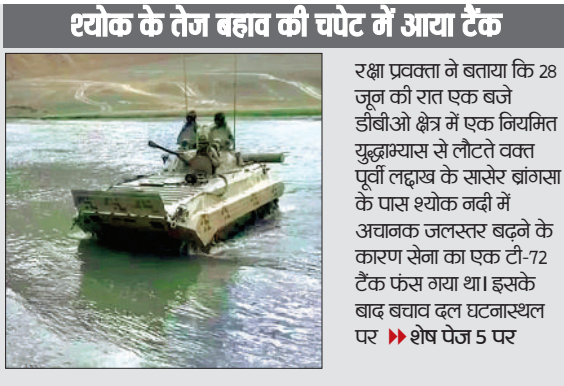 श्योक के तेज बहाव की चपेट में आया टैंक
रक्षा प्रवक्ता ने बताया कि 28
जून की रात एक बजे
डीबीओ क्षेत्र में एक नियमित
युद्धाभ्यास से लौटते वक्त
पूर्वी लद्दाख के सासेर ब्रांगसा
के पास श्योक नदी में
अचानक जलस्तर बढ़ने के
कारण सेना का एक टी-72
टैंक फंस गया था। इसके
बाद बचाव दल घटनास्थल
पर ▶▶ शेष पेज 5 पर